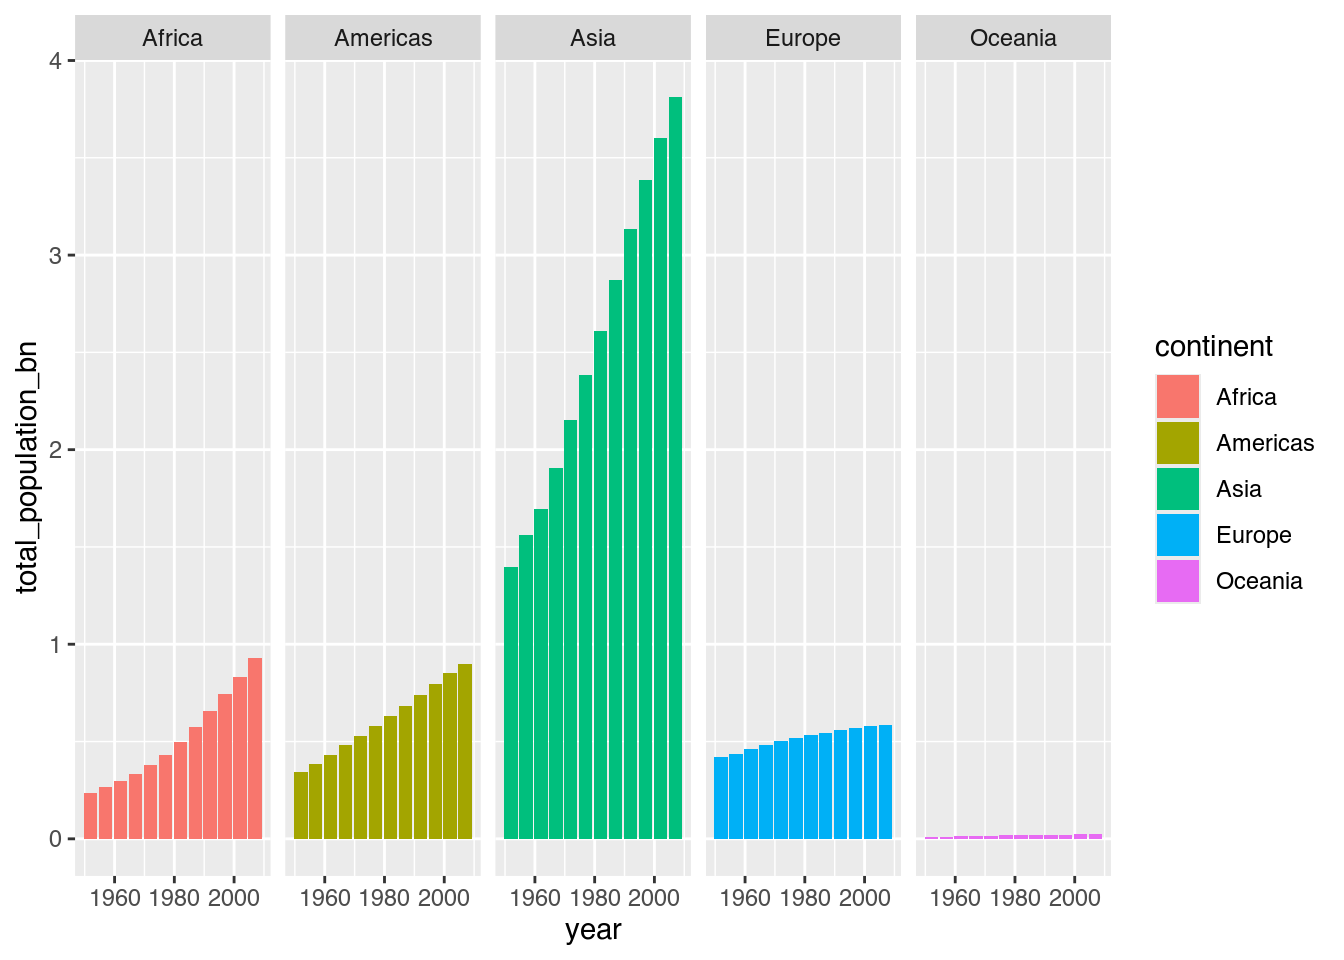 Africa
Americas
Asia
Europe
Oceania
4
3
2
1
0
total_population_bn
1960 1980 2000
1960 1980 2000
1960 1980 2000
1960 1980 2000
1960 1980 2000
year
continent
Africa
Americas
Asia
Europe
Oceania